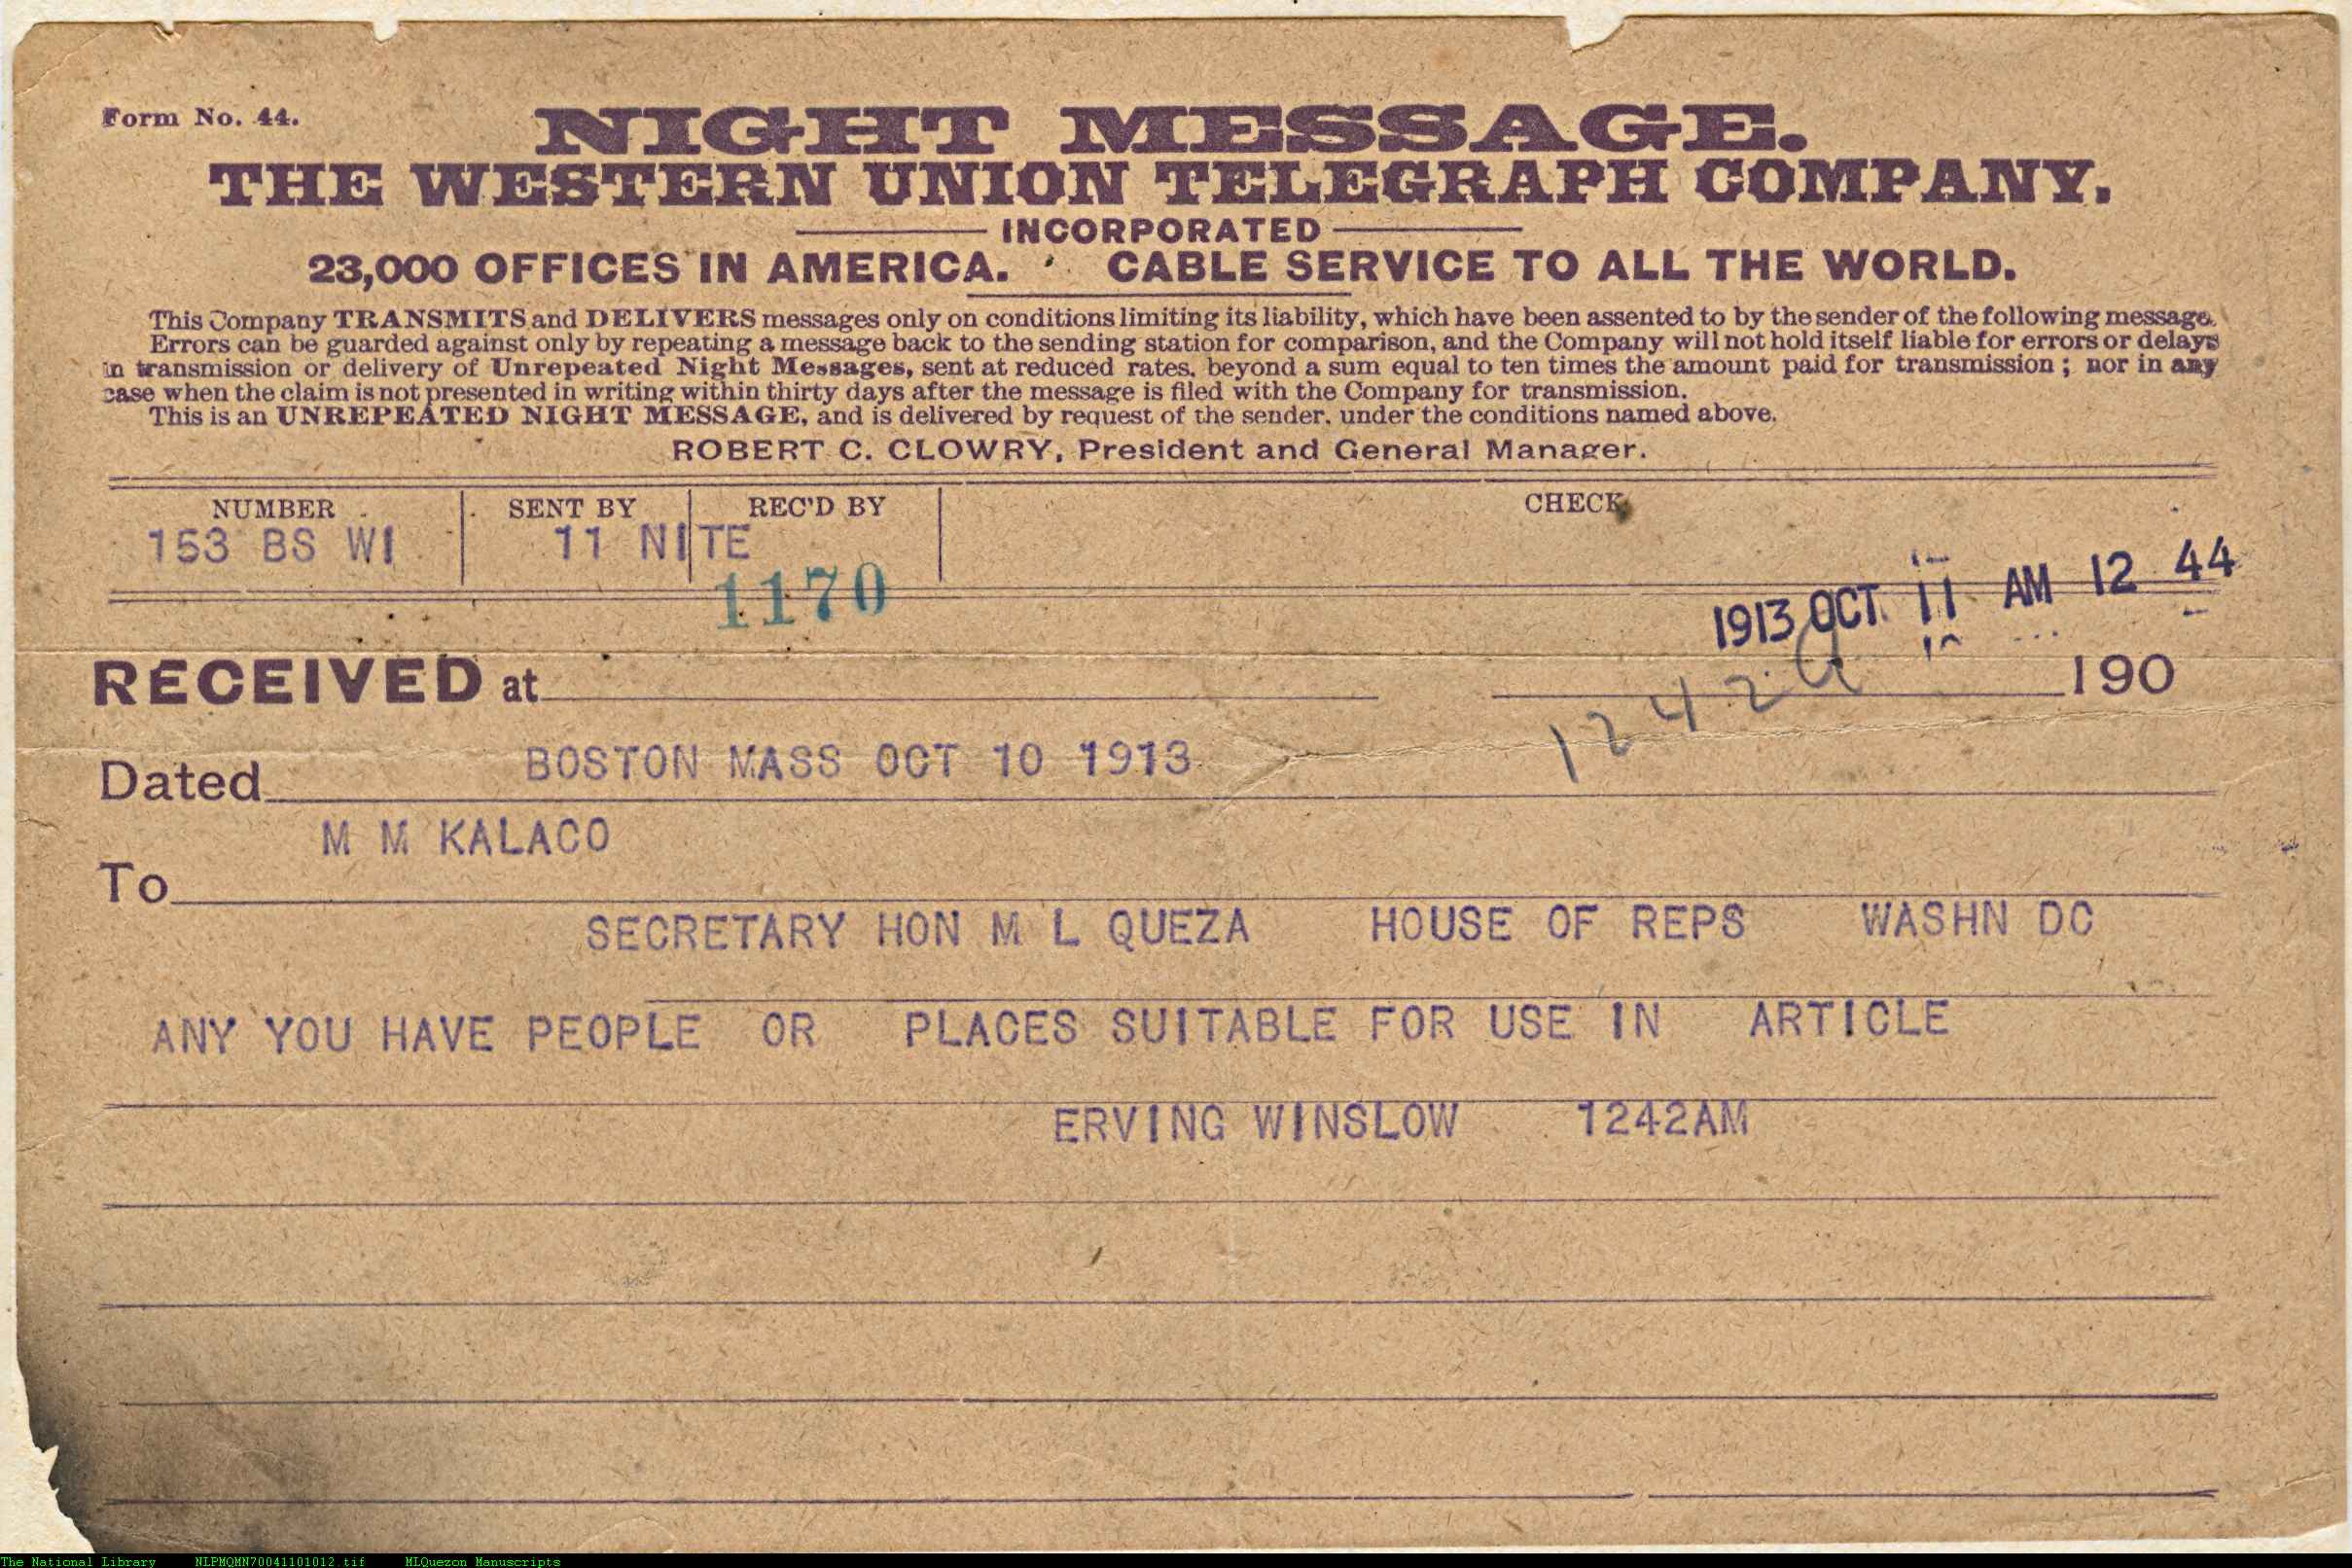 Form No. 44.
NIGHT MESSAGE.
THE WESTERN UNION TELEGRAPH COMPANY.
INCORPORATED
23,000 OFFICES IN AMERICA. CABLE SERVICE TO ALL THE WORLD.
This Company TRANSMITS and DELIVERS messages only on conditions limiting its liability, which have been assented to by the sender of the following message.
Errors can be guarded against only by repeating a message back to the sending station for comparison, and the Company will not hold itself liable for errors or delays
in transmission or delivery of Unrepeated Night Messages, sent at reduced rates, beyond a sum equal to ten times the amount paid for transmission; nor in any
case when the claim is not presented in writing within thirty days after the message is filed with the Company for transmission.
This is an UNREPEATED NIGHT MESSAGE, and is delivered by request of the sender, under the conditions named above.
ROBERT C. CLOWRY, President and General Manager.
NUMBER SENT BY REC'D BY CHECK
153 BS WI 11 NITE
1170
1913 OCT 11 AM 12 44
RECEIVED at 190
1242a
Dated BOSTON MASS OCT 10 1913
M M KALACO
To
SECRETARY HON M L QUEZA HOUSE OF REPS WASHN DC
ANY YOU HAVE PEOPLE OR PLACES SUITABLE FOR USE IN ARTICLE
ERVING WINSLOW 1242AM
The National Library NLPMQMN70041101012.tif MLQuezon Manuscripts